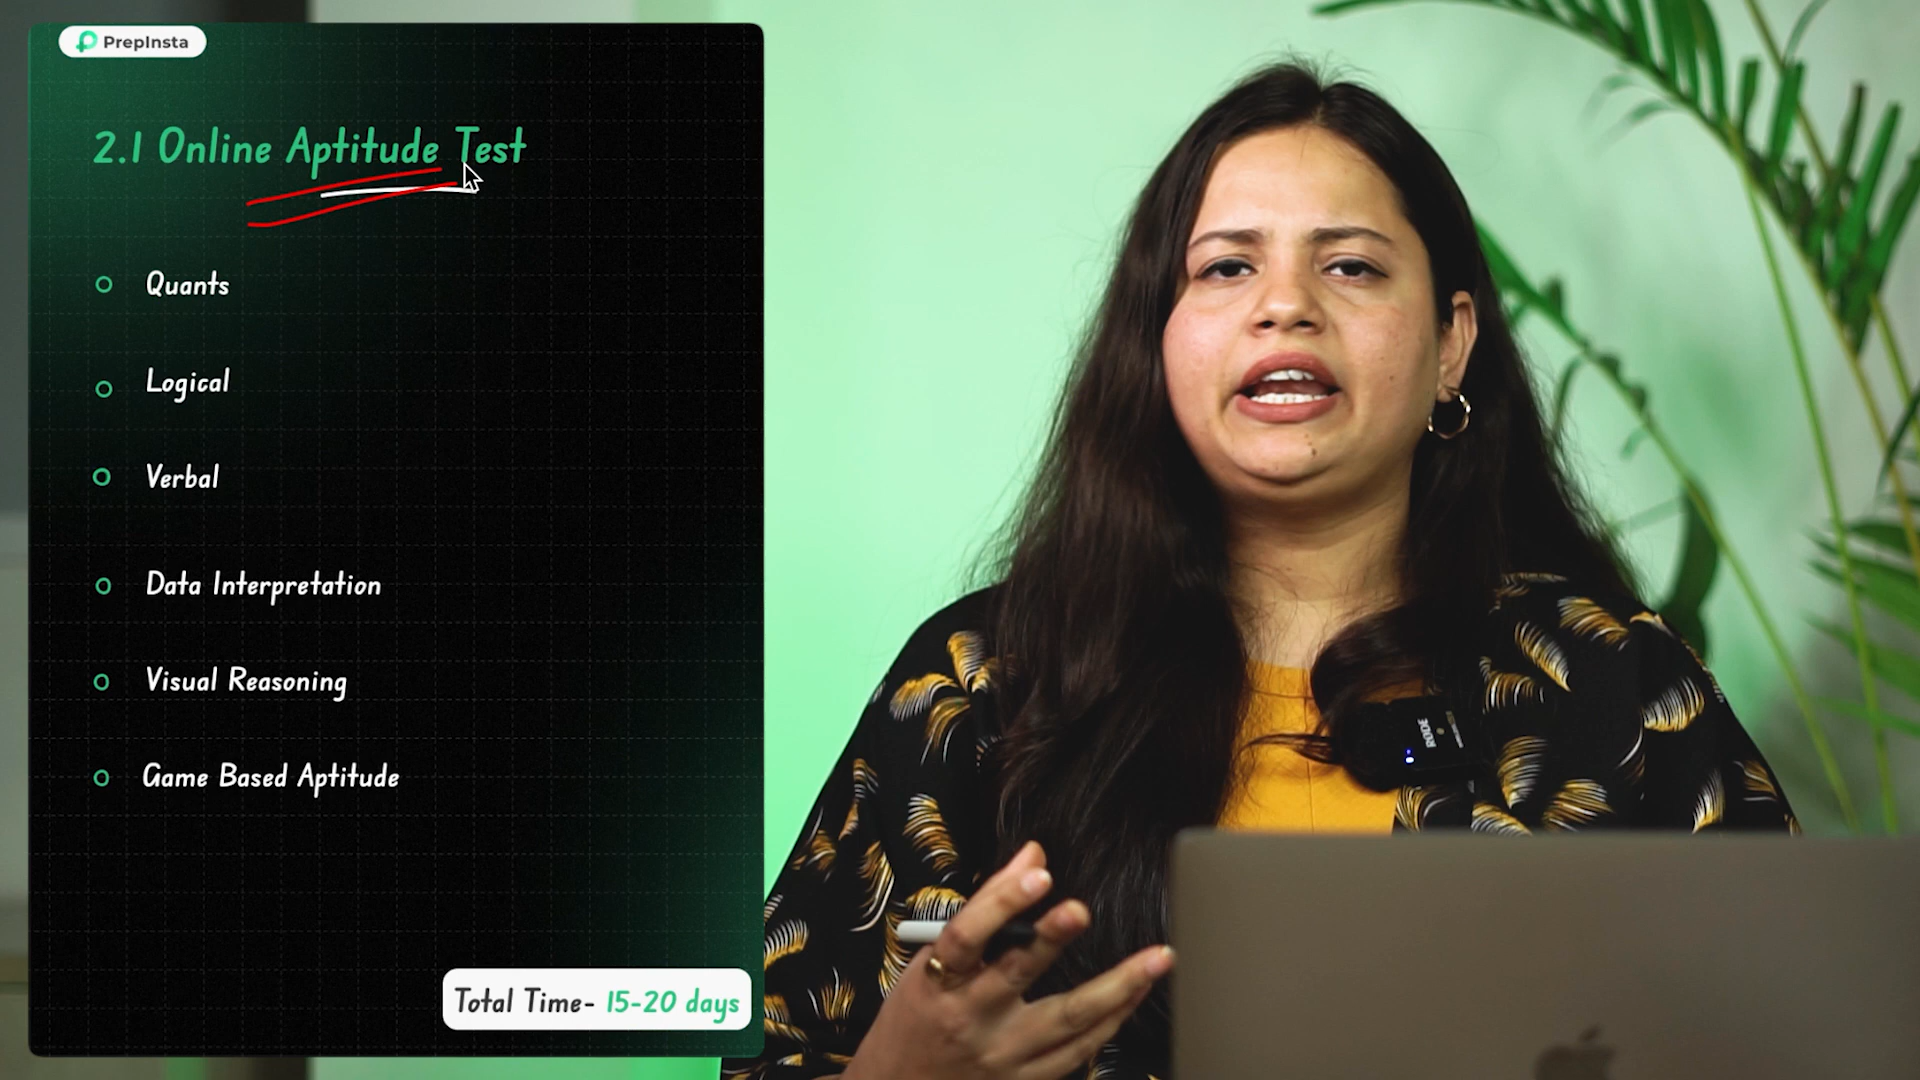 PrepInsta
2.1 Online Aptitude Test
Quants
Logical
Verbal
Data Interpretation
Visual Reasoning
Game Based Aptitude
Total Time- 15-20 days
RODE